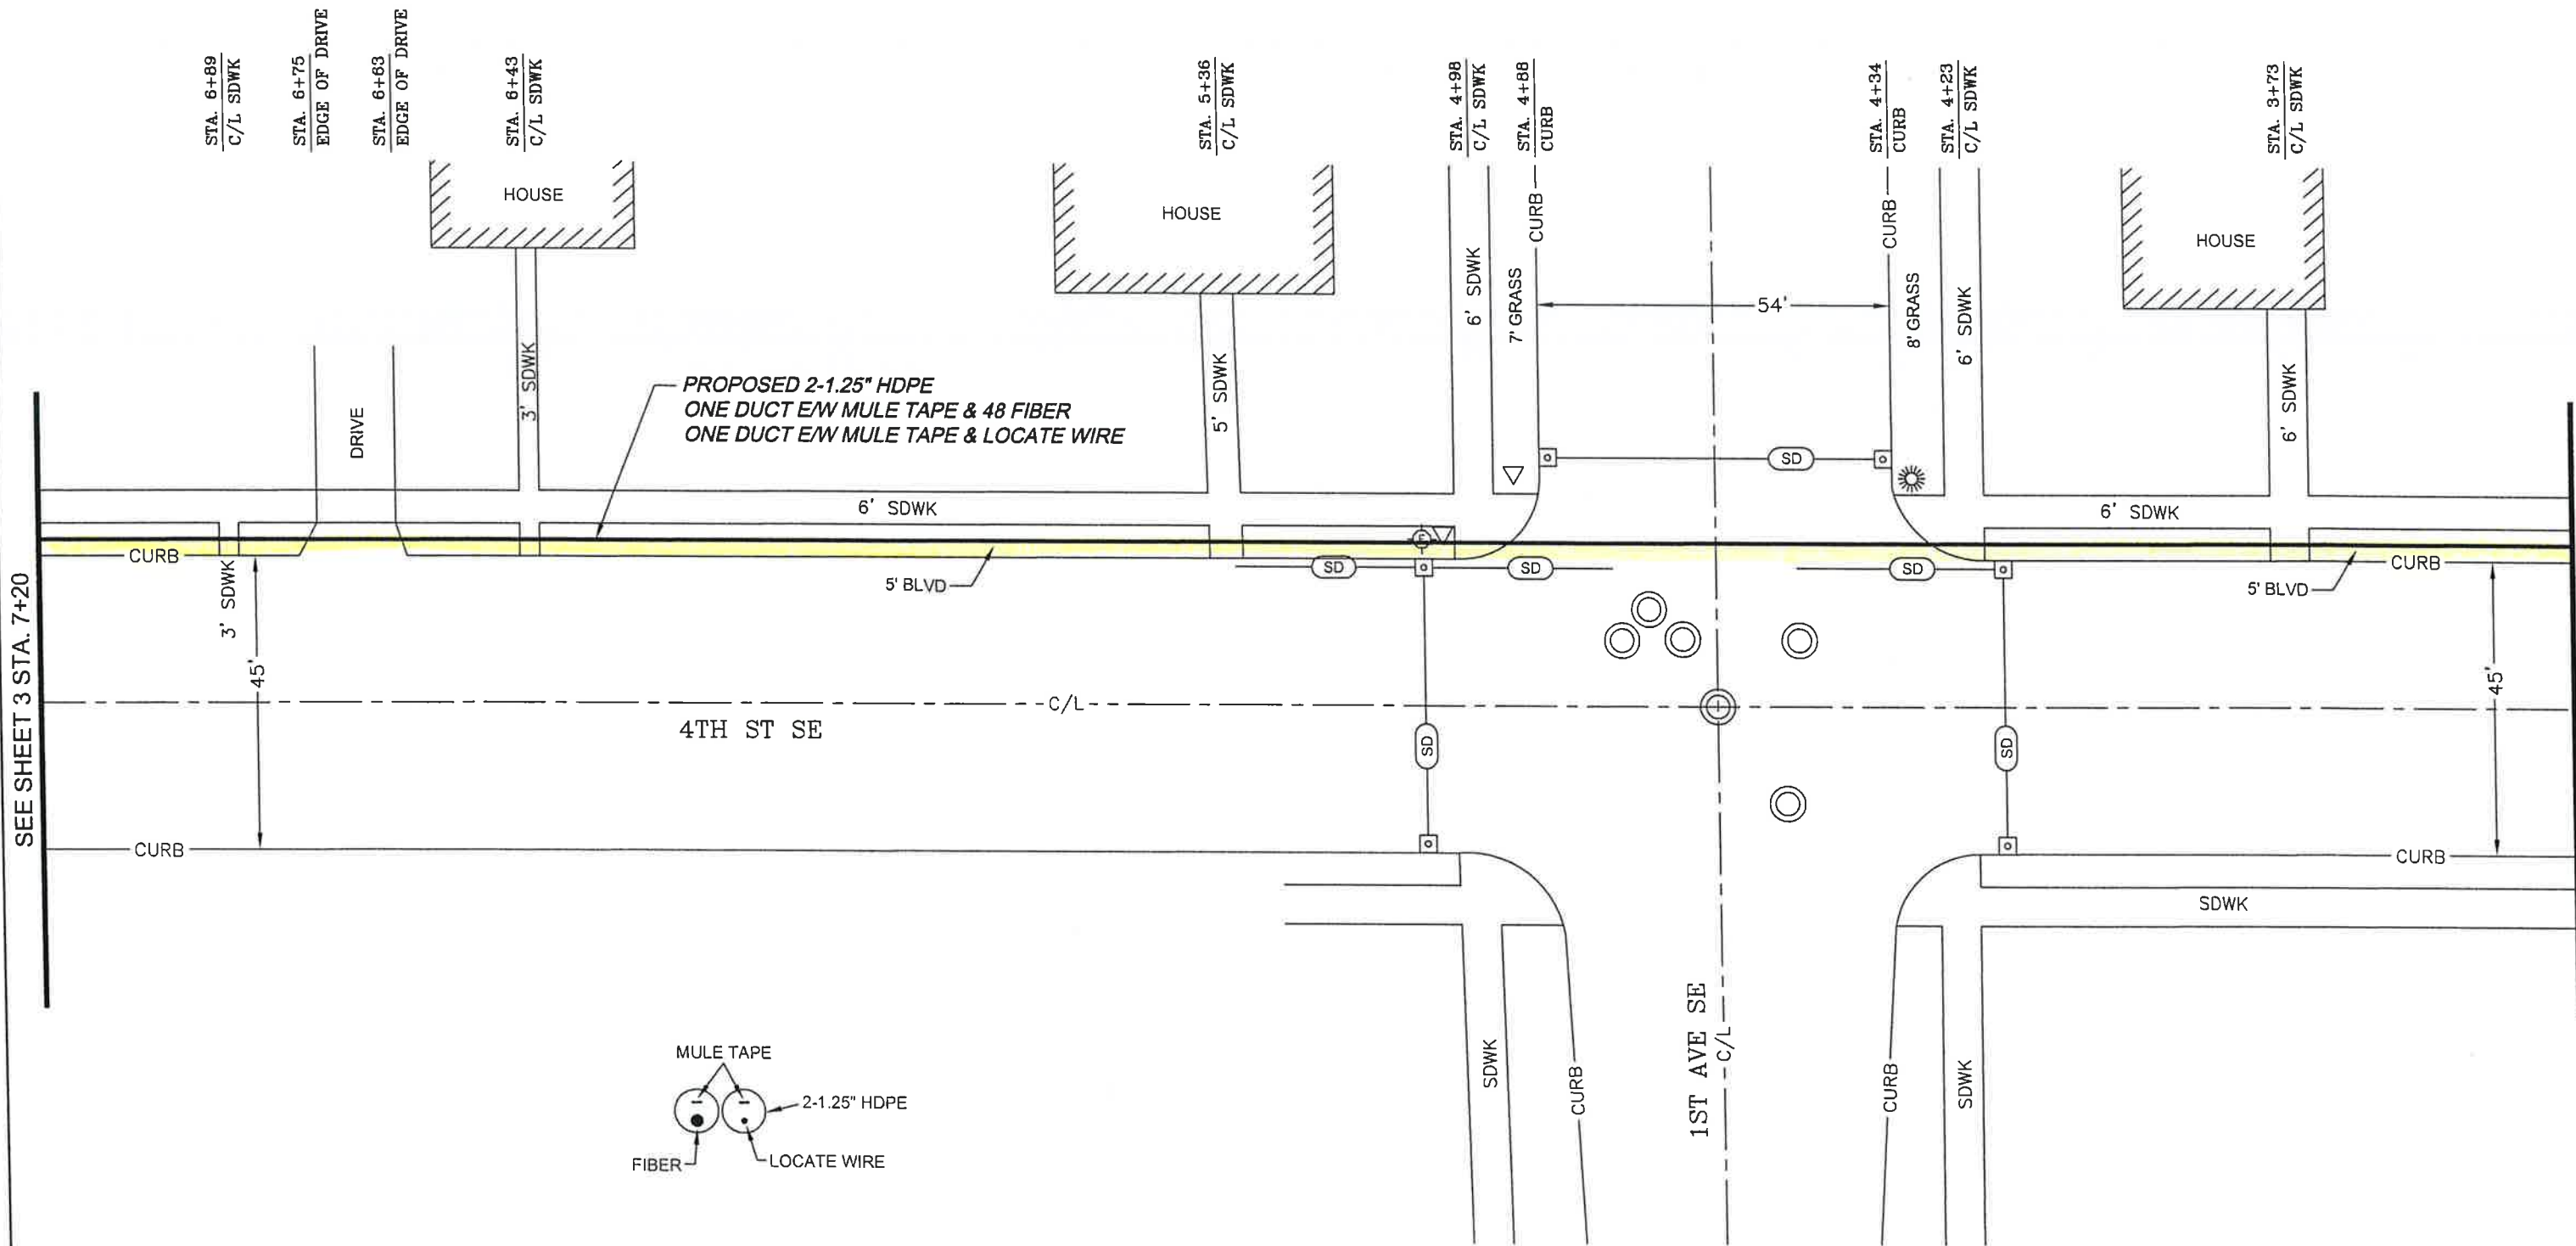 STA. 6+89
C/L SDWK
STA. 6+75
EDGE OF DRIVE
STA. 6+63
EDGE OF DRIVE
STA. 6+43
C/L SDWK
STA. 5+36
C/L SDWK
STA. 4+98
C/L SDWK
STA. 4+88
CURB
STA. 4+34
CURB
STA. 4+23
C/L SDWK
STA. 3+73
C/L SDWK
HOUSE
HOUSE
HOUSE
CURB
CURB
6' SDWK
7' GRASS
54'
8' GRASS
6' SDWK
DRIVE
3' SDWK
PROPOSED 2-1.25" HDPE
ONE DUCT E/W MULE TAPE & 48 FIBER
ONE DUCT E/W MULE TAPE & LOCATE WIRE
5' SDWK
6' SDWK
SD
6' SDWK
6' SDWK
CURB
E
SD
SD
SD
CURB
5' BLVD
5' BLVD
3' SDWK
45'
45'
SEE SHEET 3 STA. 7+20
C/L
4TH ST SE
SD
SD
CURB
CURB
SDWK
MULE TAPE
2-1.25" HDPE
FIBER
LOCATE WIRE
SDWK
CURB
1ST AVE SE
C/L
CURB
SDWK